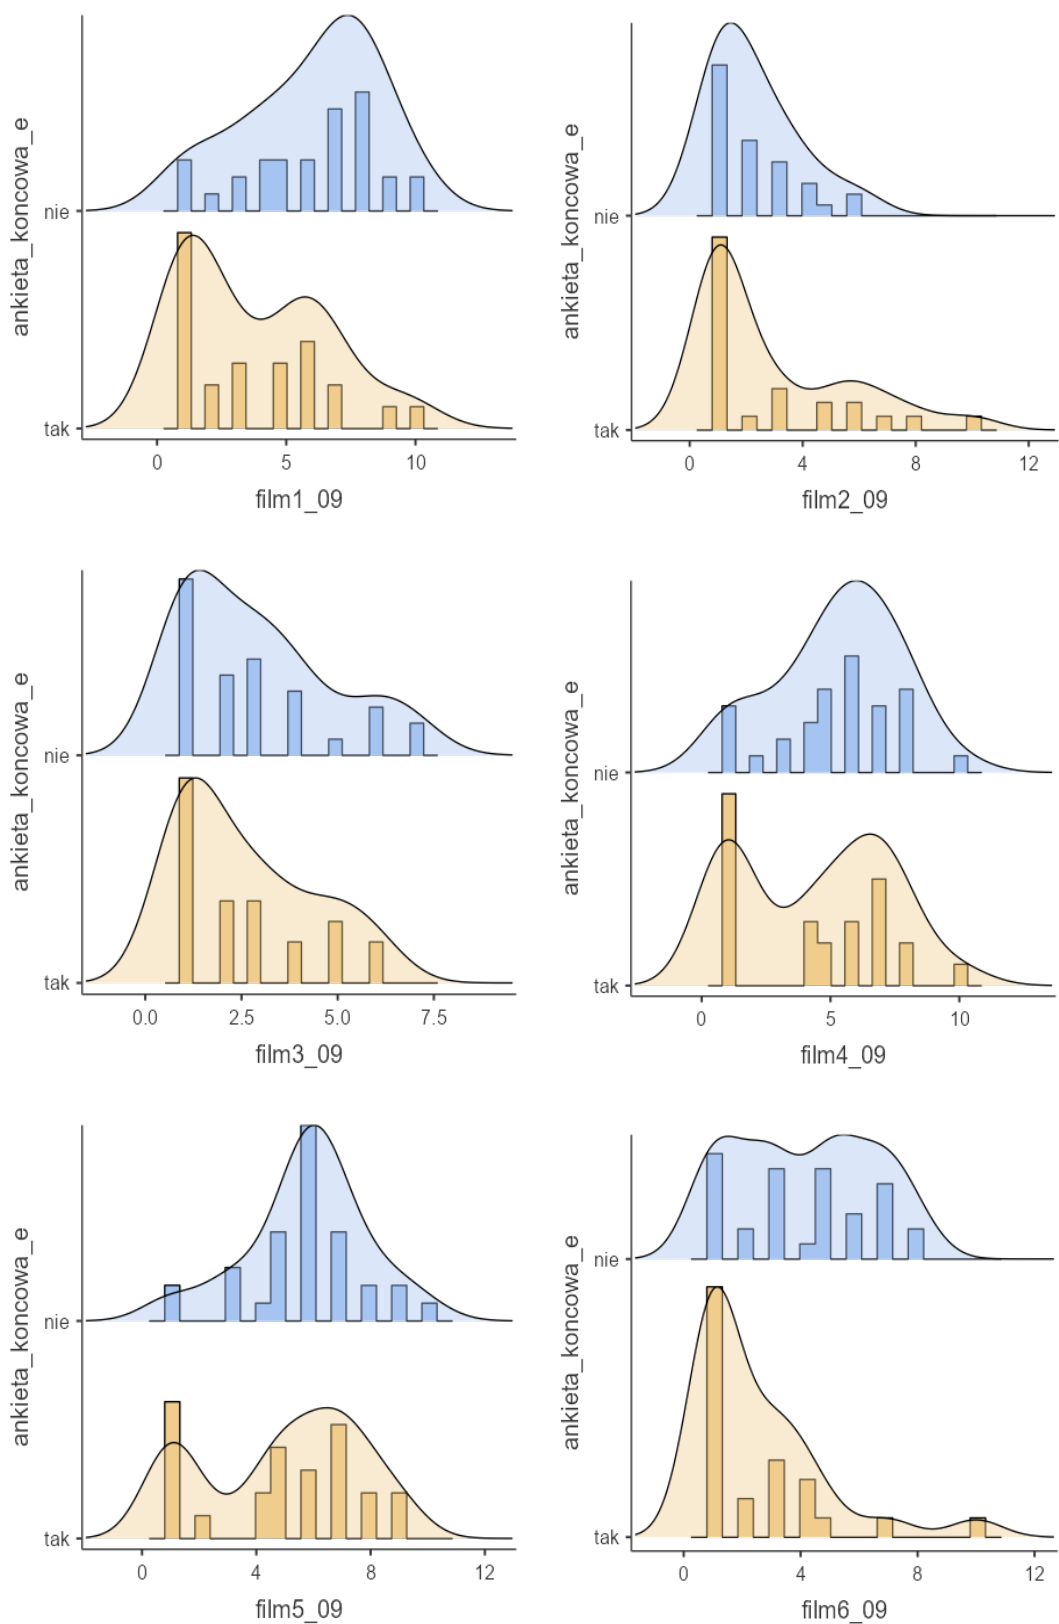 ankieta_koncowa_e
nie
tak
0 5 10
film1_09
ankieta_koncowa_e
nie
tak
0 4 8 12
film2_09
ankieta_koncowa_e
nie
tak
0.0 2.5 5.0 7.5
film3_09
ankieta_koncowa_e
nie
tak
0 5 10
film4_09
ankieta_koncowa_e
nie
tak
0 4 8 12
film5_09
ankieta_koncowa_e
nie
tak
0 4 8 12
film6_09